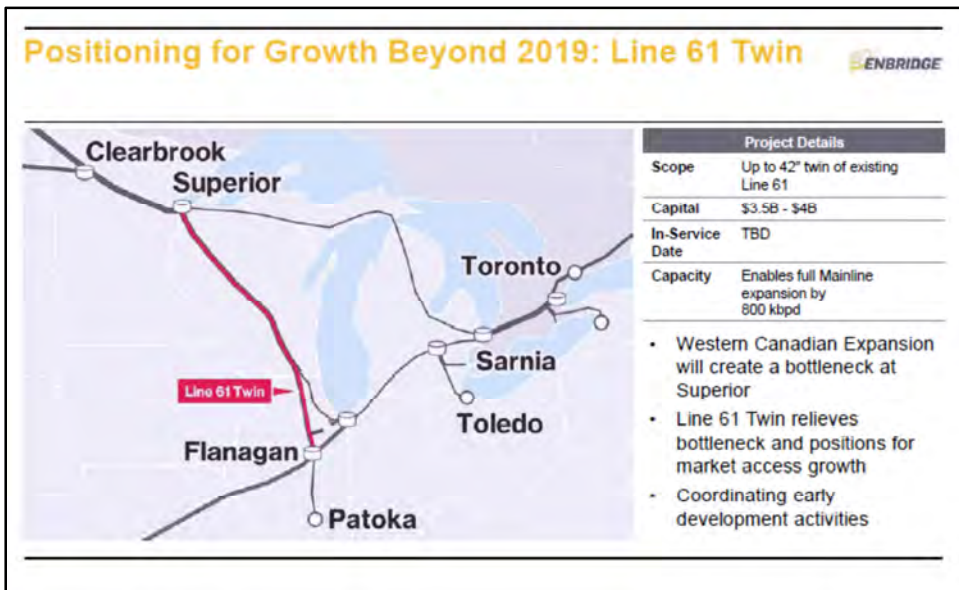 Positioning for Growth Beyond 2019: Line 61 Twin
ENBRIDGE
Clearbrook
Superior
Toronto
Sarnia
Toledo
Line 61 Twin
Flanagan
Patoka
Project Details
Scope Up to 42" twin of existing
Line 61
Capital $3.5B - $4B
In-Service TBD
Date
Capacity Enables full Mainline
expansion by
800 kbpd
• Western Canadian Expansion
will create a bottleneck at
Superior
• Line 61 Twin relieves
bottleneck and positions for
market access growth
- Coordinating early
development activities